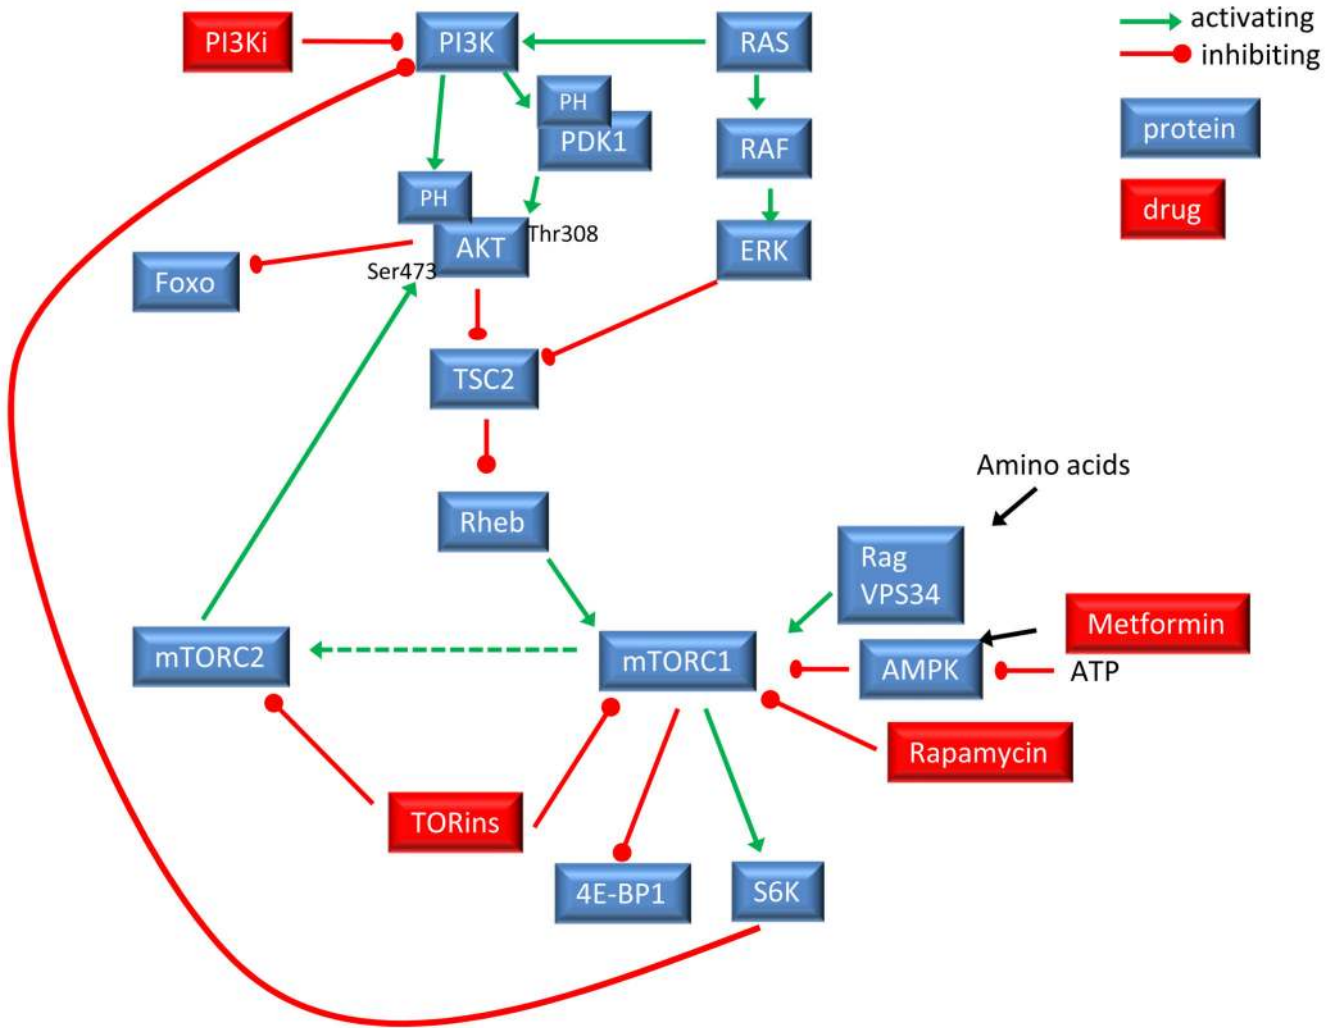 activating
inhibiting
protein
drug
PI3Ki
PI3K
RAS
PH
PDK1
RAF
PH
AKT
Thr308
Ser473
ERK
Foxo
TSC2
Amino acids
Rheb
Rag
VPS34
Metformin
mTORC2
mTORC1
AMPK
ATP
Rapamycin
TORins
4E-BP1
S6K